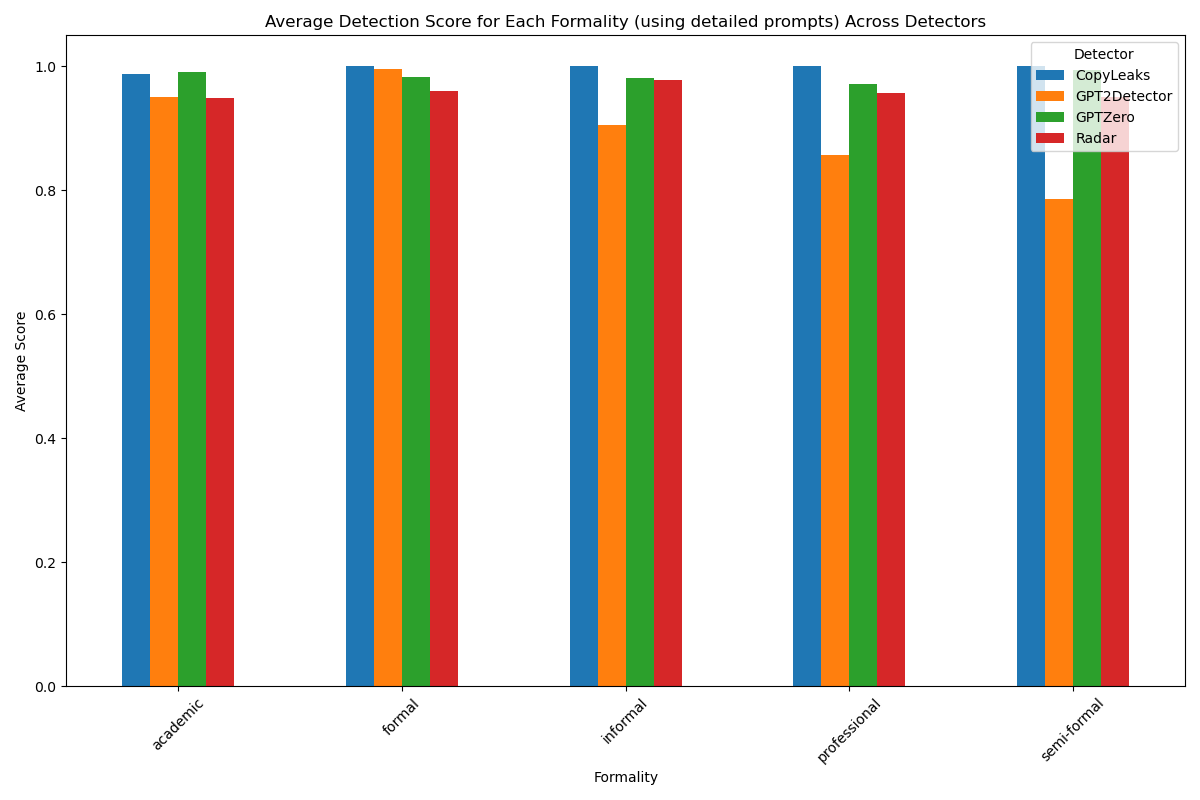 Average Detection Score for Each Formality (using detailed prompts) Across Detectors
Detector
CopyLeaks
GPT2Detector
GPTZero
Radar
Average Score
1.0
0.8
0.6
0.4
0.2
0.0
academic
formal
informal
professional
semi-formal
Formality